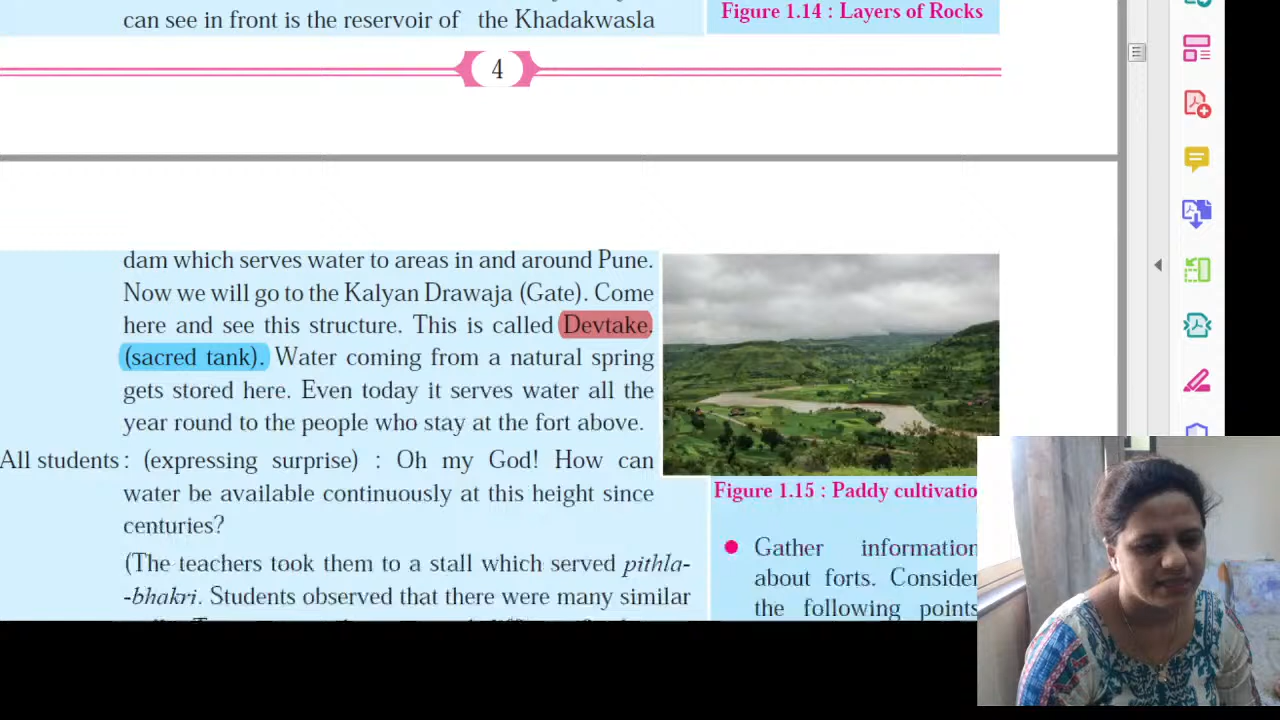 can see in front is the reservoir of the Khadakwasla
Figure 1.14 : Layers of Rocks
4
dam which serves water to areas in and around Pune.
Now we will go to the Kalyan Drawaja (Gate). Come
here and see this structure. This is called Devtake.
(sacred tank). Water coming from a natural spring
gets stored here. Even today it serves water all the
year round to the people who stay at the fort above.
All students : (expressing surprise) : Oh my God! How can
water be available continuously at this height since
centuries?
(The teachers took them to a stall which served pithla-
-bhakri. Students observed that there were many similar
Figure 1.15 : Paddy cultivatio
Gather information
about forts. Consider
the following points